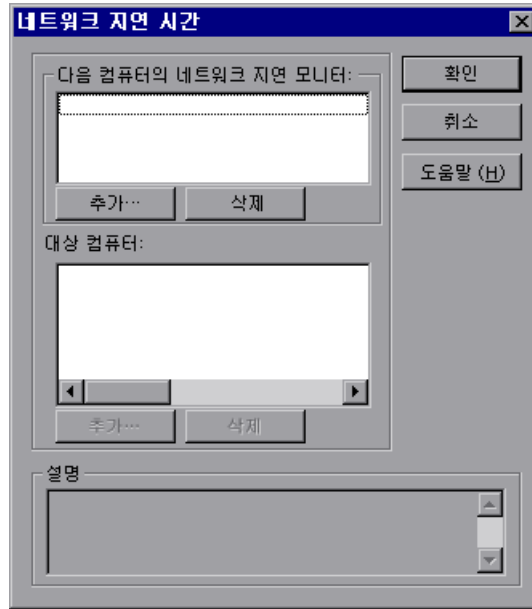 네트워크 지연 시간
다음 컴퓨터의 네트워크 지연 모니터:
확인
취소
도움말 (H)
추가…
삭제
대상 컴퓨터:
추가…
삭제
설명